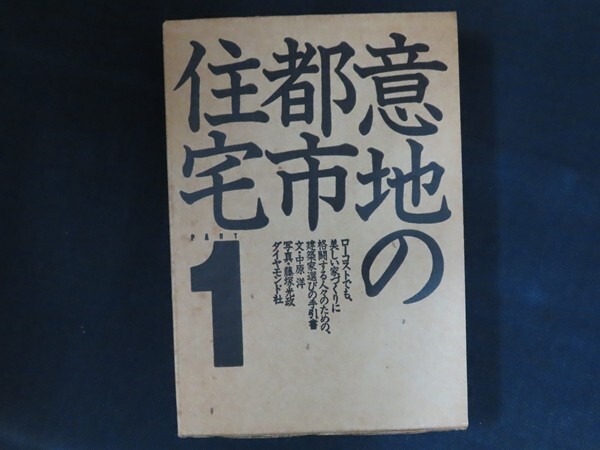 意地の
都市
住宅
PART
1
ローコストでも、
美しい家づくりに
格闘する人々のための、
建築家選びの手引書
文・中原洋
写真・藤塚光政
ダイヤモンド社